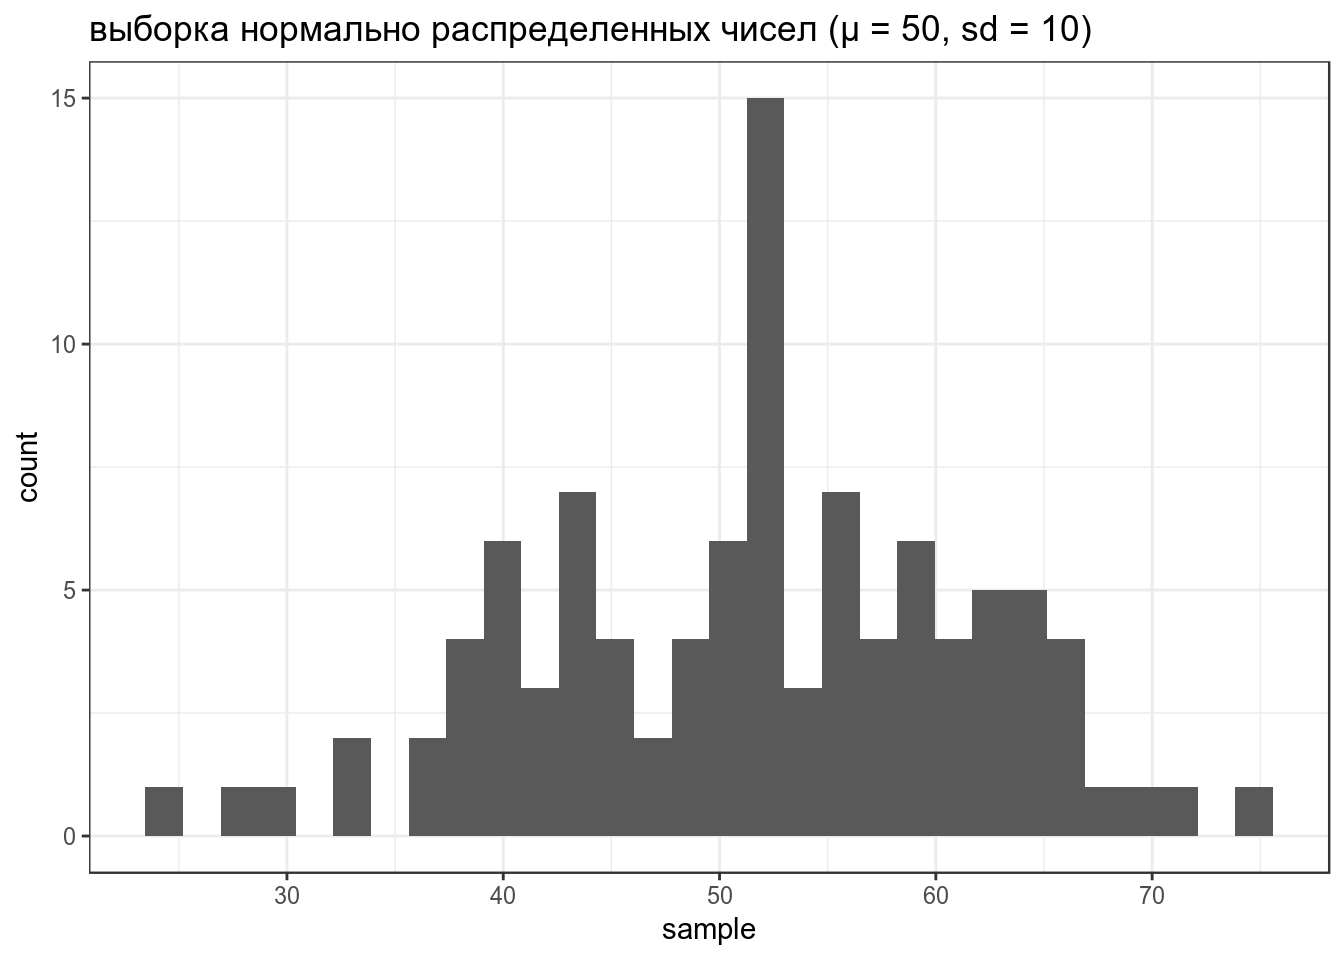 выборка нормально распределенных чисел (μ = 50, sd = 10)
15
10
5
0
count
30 40 50 60 70
sample